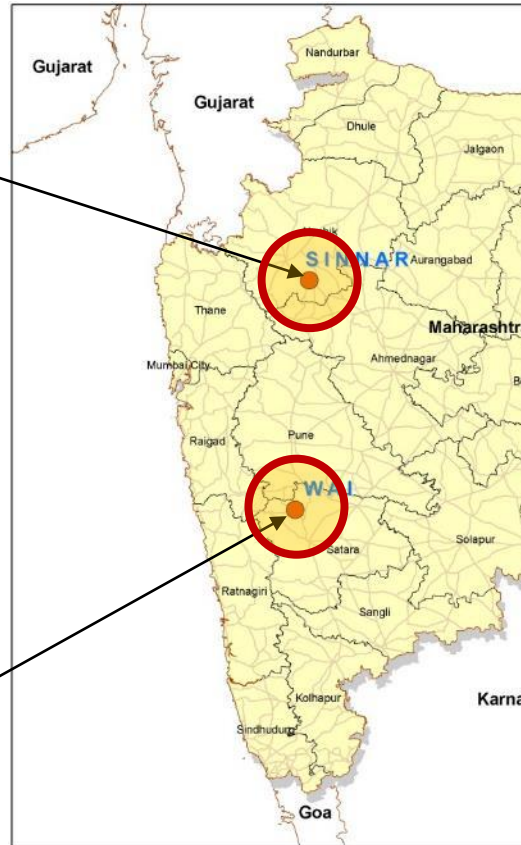 Nandurbar
Gujarat
Gujarat
Dhule
Jalgaon
SINNAR
Aurangabad
Thane
Maharashtr
Ahmednagar
Mumbai City
Raigad
Pune
WAI
Solapur
Satara
Ratnagiri
Sangli
Kolhapur
Karna
Sindhudurg
Goa